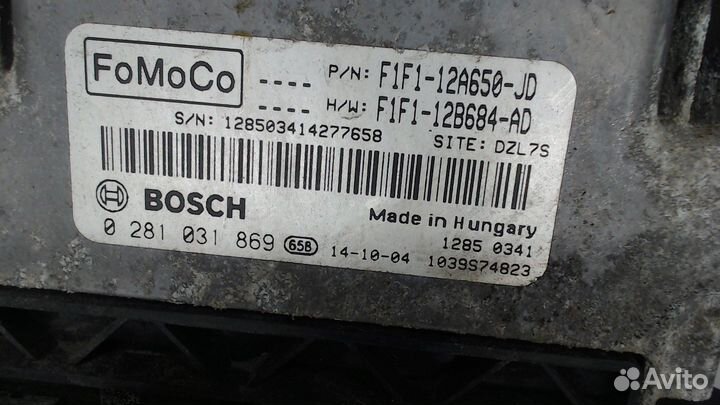 FoMoCo
---- P/N: F1F1-12A650-JD
---- H/W: F1F1-12B684-AD
S/N: 128503414277658 SITE: DZL7S
BOSCH Made in Hungary
0 281 031 869 65B 14-10-04 1285 0341
1039S74823
Avito